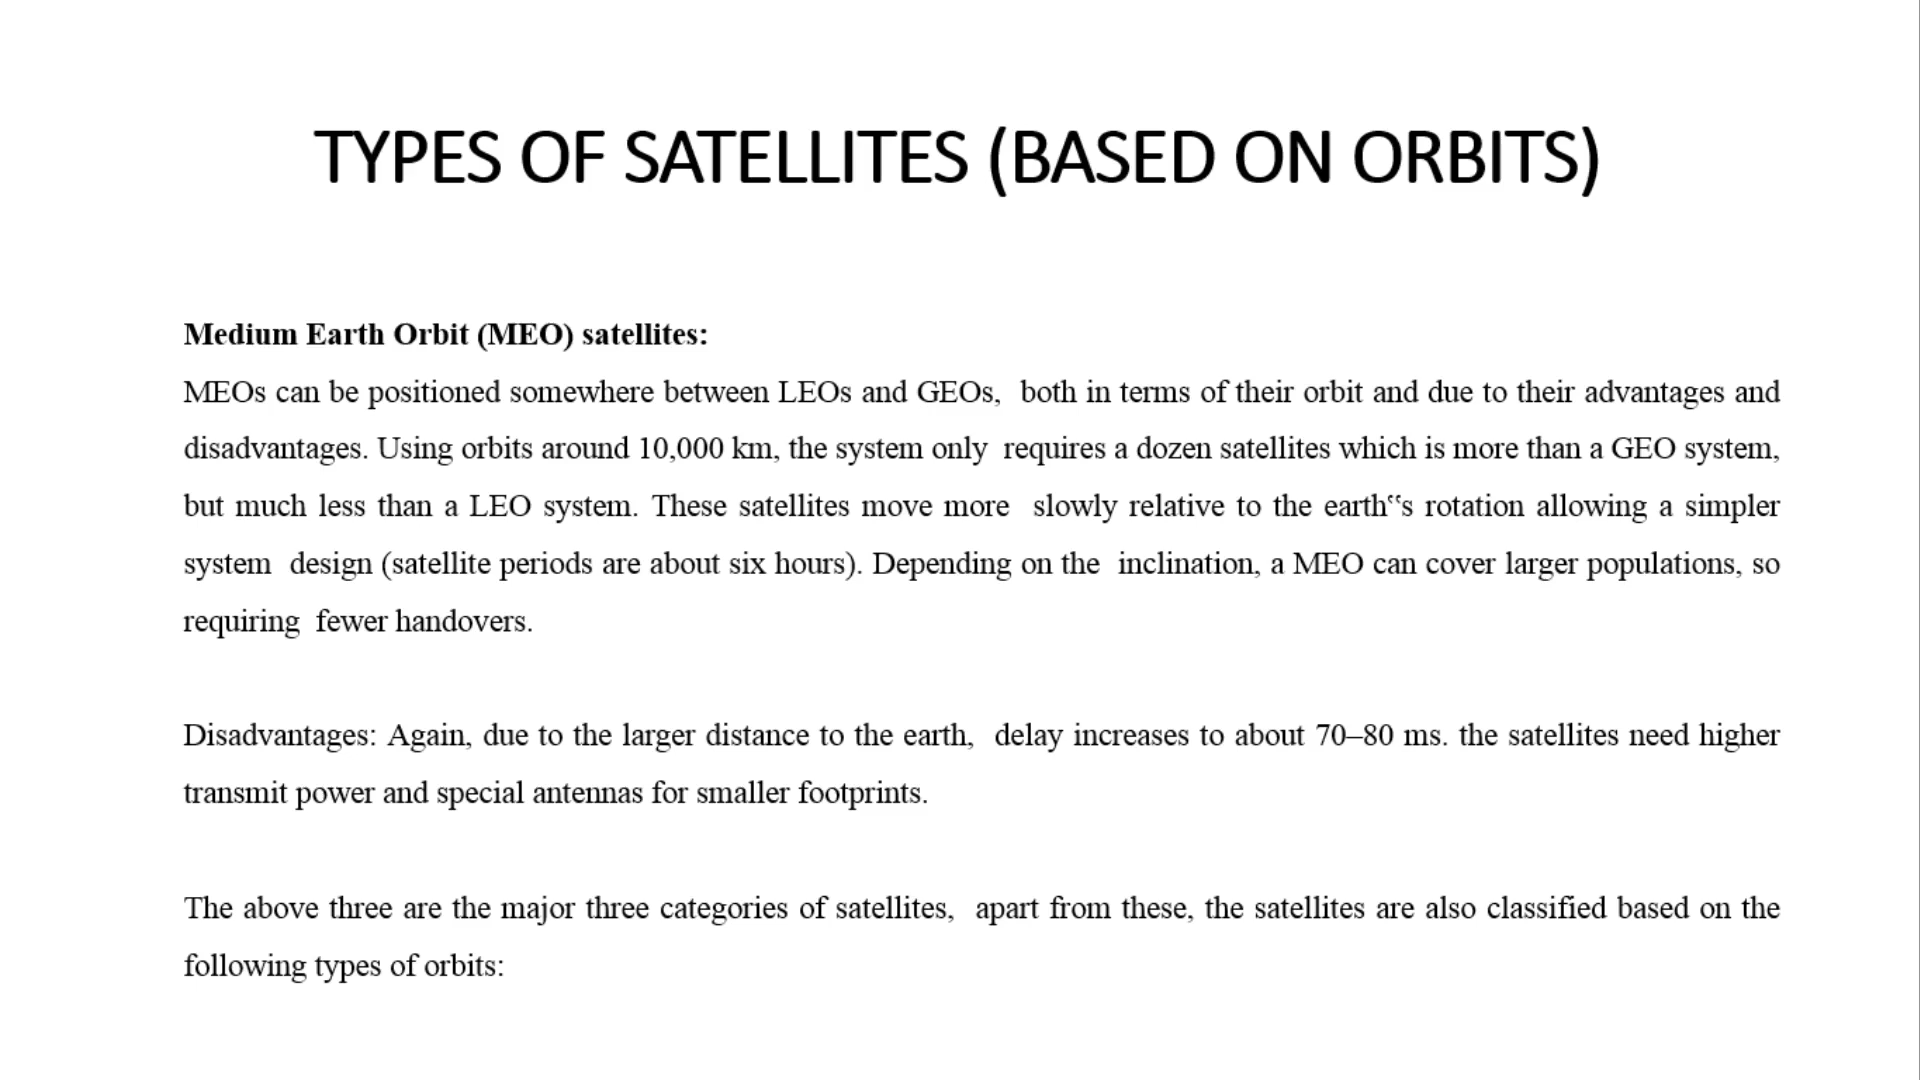 TYPES OF SATELLITES (BASED ON ORBITS)
Medium Earth Orbit (MEO) satellites:
MEOs can be positioned somewhere between LEOs and GEOs, both in terms of their orbit and due to their advantages and
disadvantages. Using orbits around 10,000 km, the system only requires a dozen satellites which is more than a GEO system,
but much less than a LEO system. These satellites move more slowly relative to the earth‟s rotation allowing a simpler
system design (satellite periods are about six hours). Depending on the inclination, a MEO can cover larger populations, so
requiring fewer handovers.
Disadvantages: Again, due to the larger distance to the earth, delay increases to about 70–80 ms. the satellites need higher
transmit power and special antennas for smaller footprints.
The above three are the major three categories of satellites, apart from these, the satellites are also classified based on the
following types of orbits: